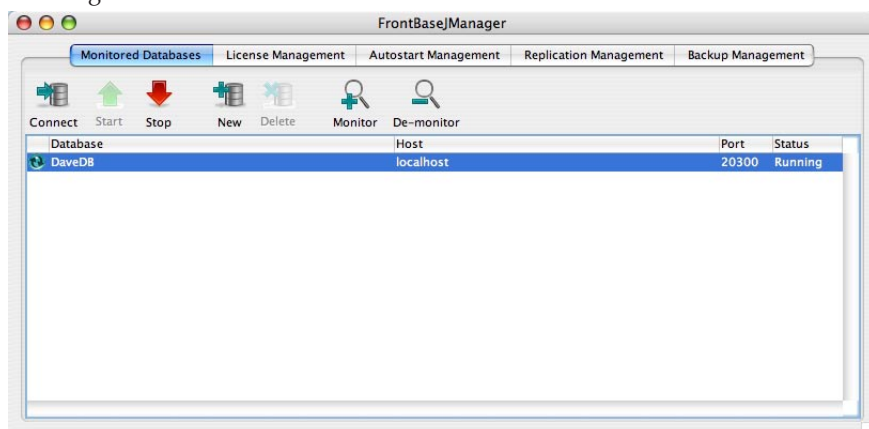 FrontBaseJManager
Monitored Databases License Management Autostart Management Replication Management Backup Management
Connect Start Stop New Delete Monitor De-monitor
Database Host Port Status
DaveDB localhost 20300 Running